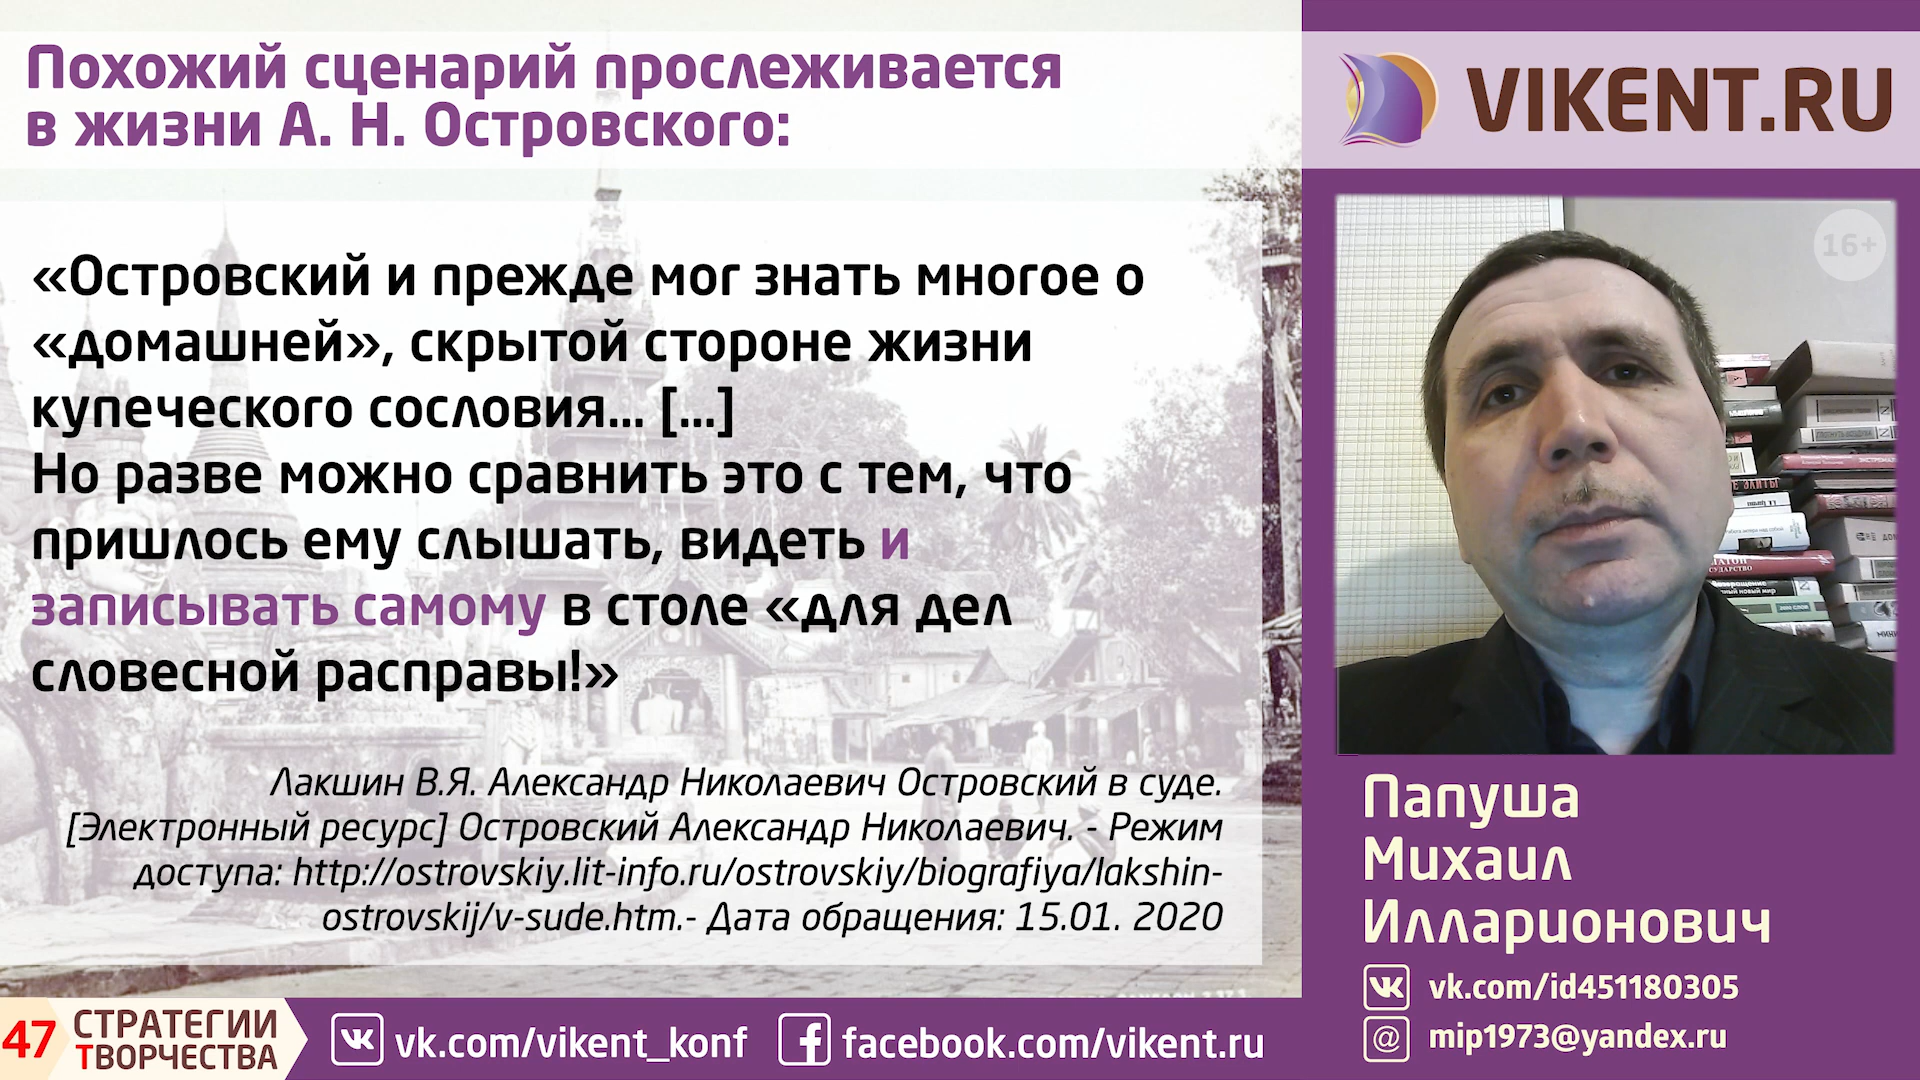 Похожий сценарий прослеживается
в жизни А. Н. Островского:
«Островский и прежде мог знать многое о
«домашней», скрытой стороне жизни
купеческого сословия... [...]
Но разве можно сравнить это с тем, что
пришлось ему слышать, видеть и
записывать самому в столе «для дел
словесной расправы!»
Лакшин В.Я. Александр Николаевич Островский в суде.
[Электронный ресурс] Островский Александр Николаевич. - Режим
доступа: http://ostrovskiy.lit-info.ru/ostrovskiy/biografiya/lakshin-
ostrovskij/v-sude.htm.- Дата обращения: 15.01. 2020
47
СТРАТЕГИИ
ТВОРЧЕСТВА
vk.com/vikent_konf
facebook.com/vikent.ru
VIKENT.RU
16+
ГОСУДАРСТВО
Папуша
Михаил
Илларионович
vk.com/id451180305
mip1973@yandex.ru